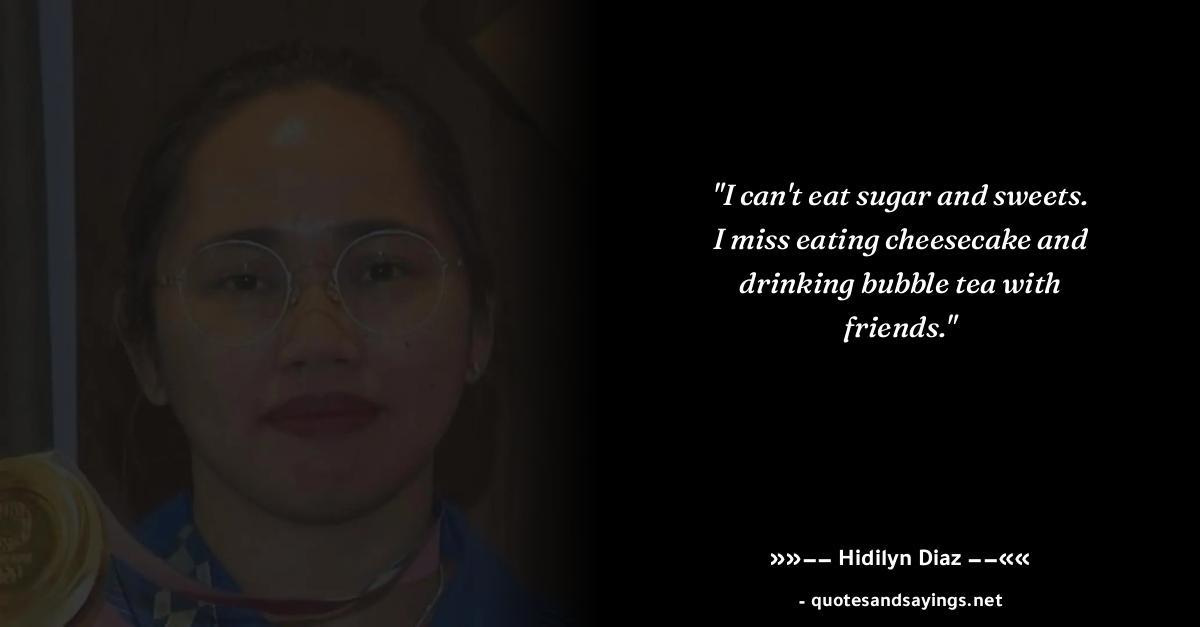 "I can't eat sugar and sweets.
I miss eating cheesecake and
drinking bubble tea with
friends."
»»−− Hidilyn Diaz −−««
- quotesandsayings.net